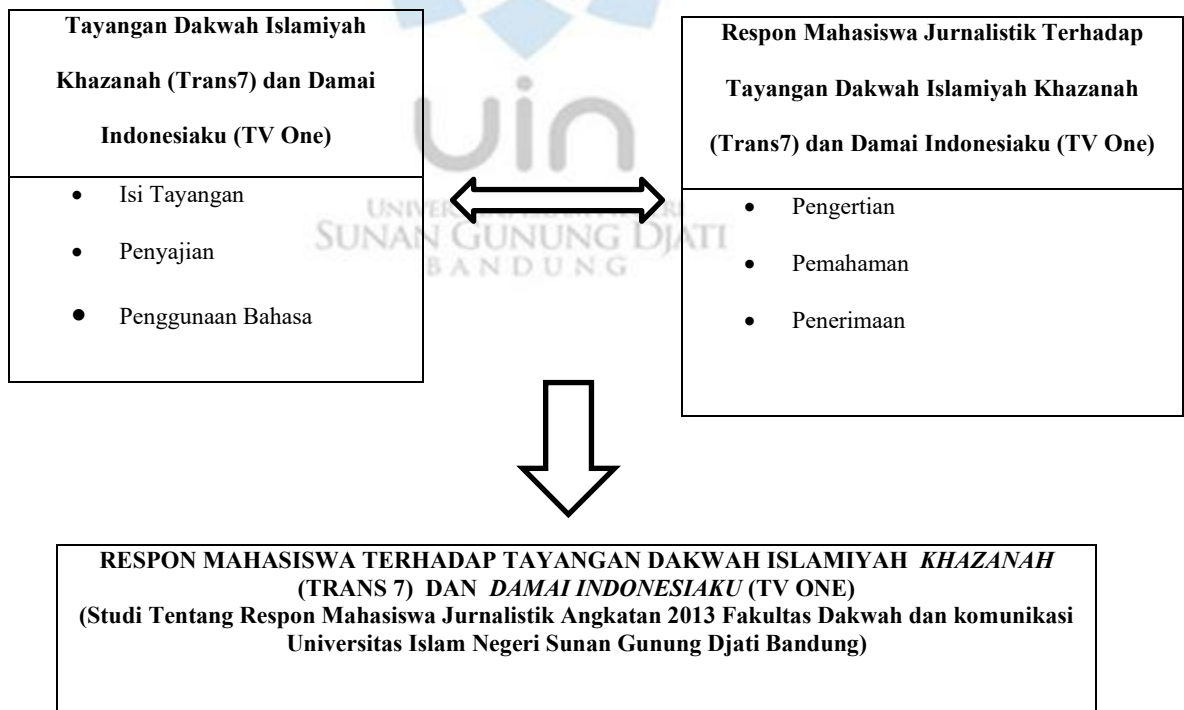 Tayangan Dakwah Islamiyah
Khazanah (Trans7) dan Damai
Indonesiaku (TV One)
• Isi Tayangan
• Penyajian
• Penggunaan Bahasa
Respon Mahasiswa Jurnalistik Terhadap
Tayangan Dakwah Islamiyah Khazanah
(Trans7) dan Damai Indonesiaku (TV One)
• Pengertian
• Pemahaman
• Penerimaan
uin
SUNAN GUNUNG DJATI
BANDUNG
RESPON MAHASISWA TERHADAP TAYANGAN DAKWAH ISLAMIYAH KHAZANAH
(TRANS 7) DAN DAMAI INDONESIAKU (TV ONE)
(Studi Tentang Respon Mahasiswa Jurnalistik Angkatan 2013 Fakultas Dakwah dan komunikasi
Universitas Islam Negeri Sunan Gunung Djati Bandung)